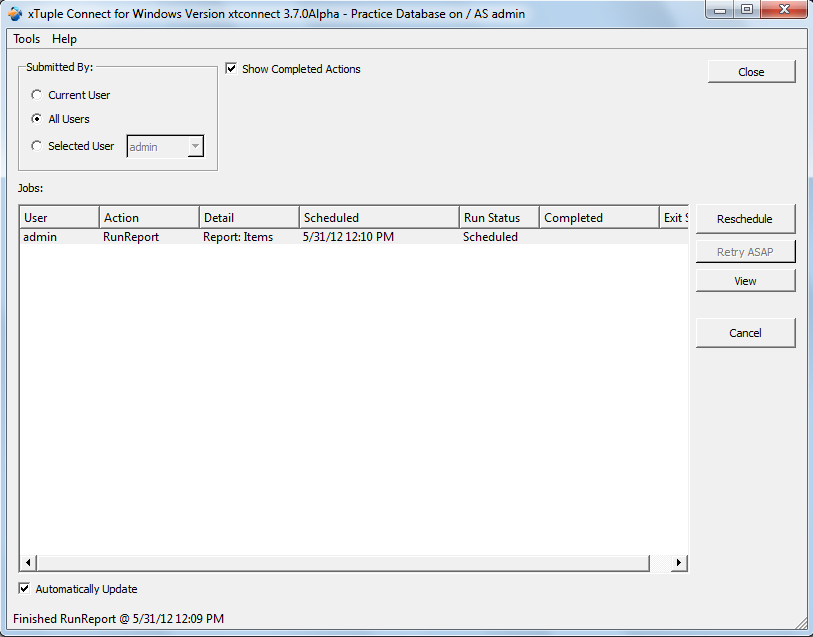 xTuple Connect for Windows Version xtconnect 3.7.0Alpha - Practice Database on / AS admin
Tools Help
Submitted By:
Show Completed Actions
Close
Current User
All Users
Selected User admin
Jobs:
User Action Detail Scheduled Run Status Completed Exit S
admin RunReport Report: Items 5/31/12 12:10 PM Scheduled
Reschedule
Retry ASAP
View
Cancel
Automatically Update
Finished RunReport @ 5/31/12 12:09 PM